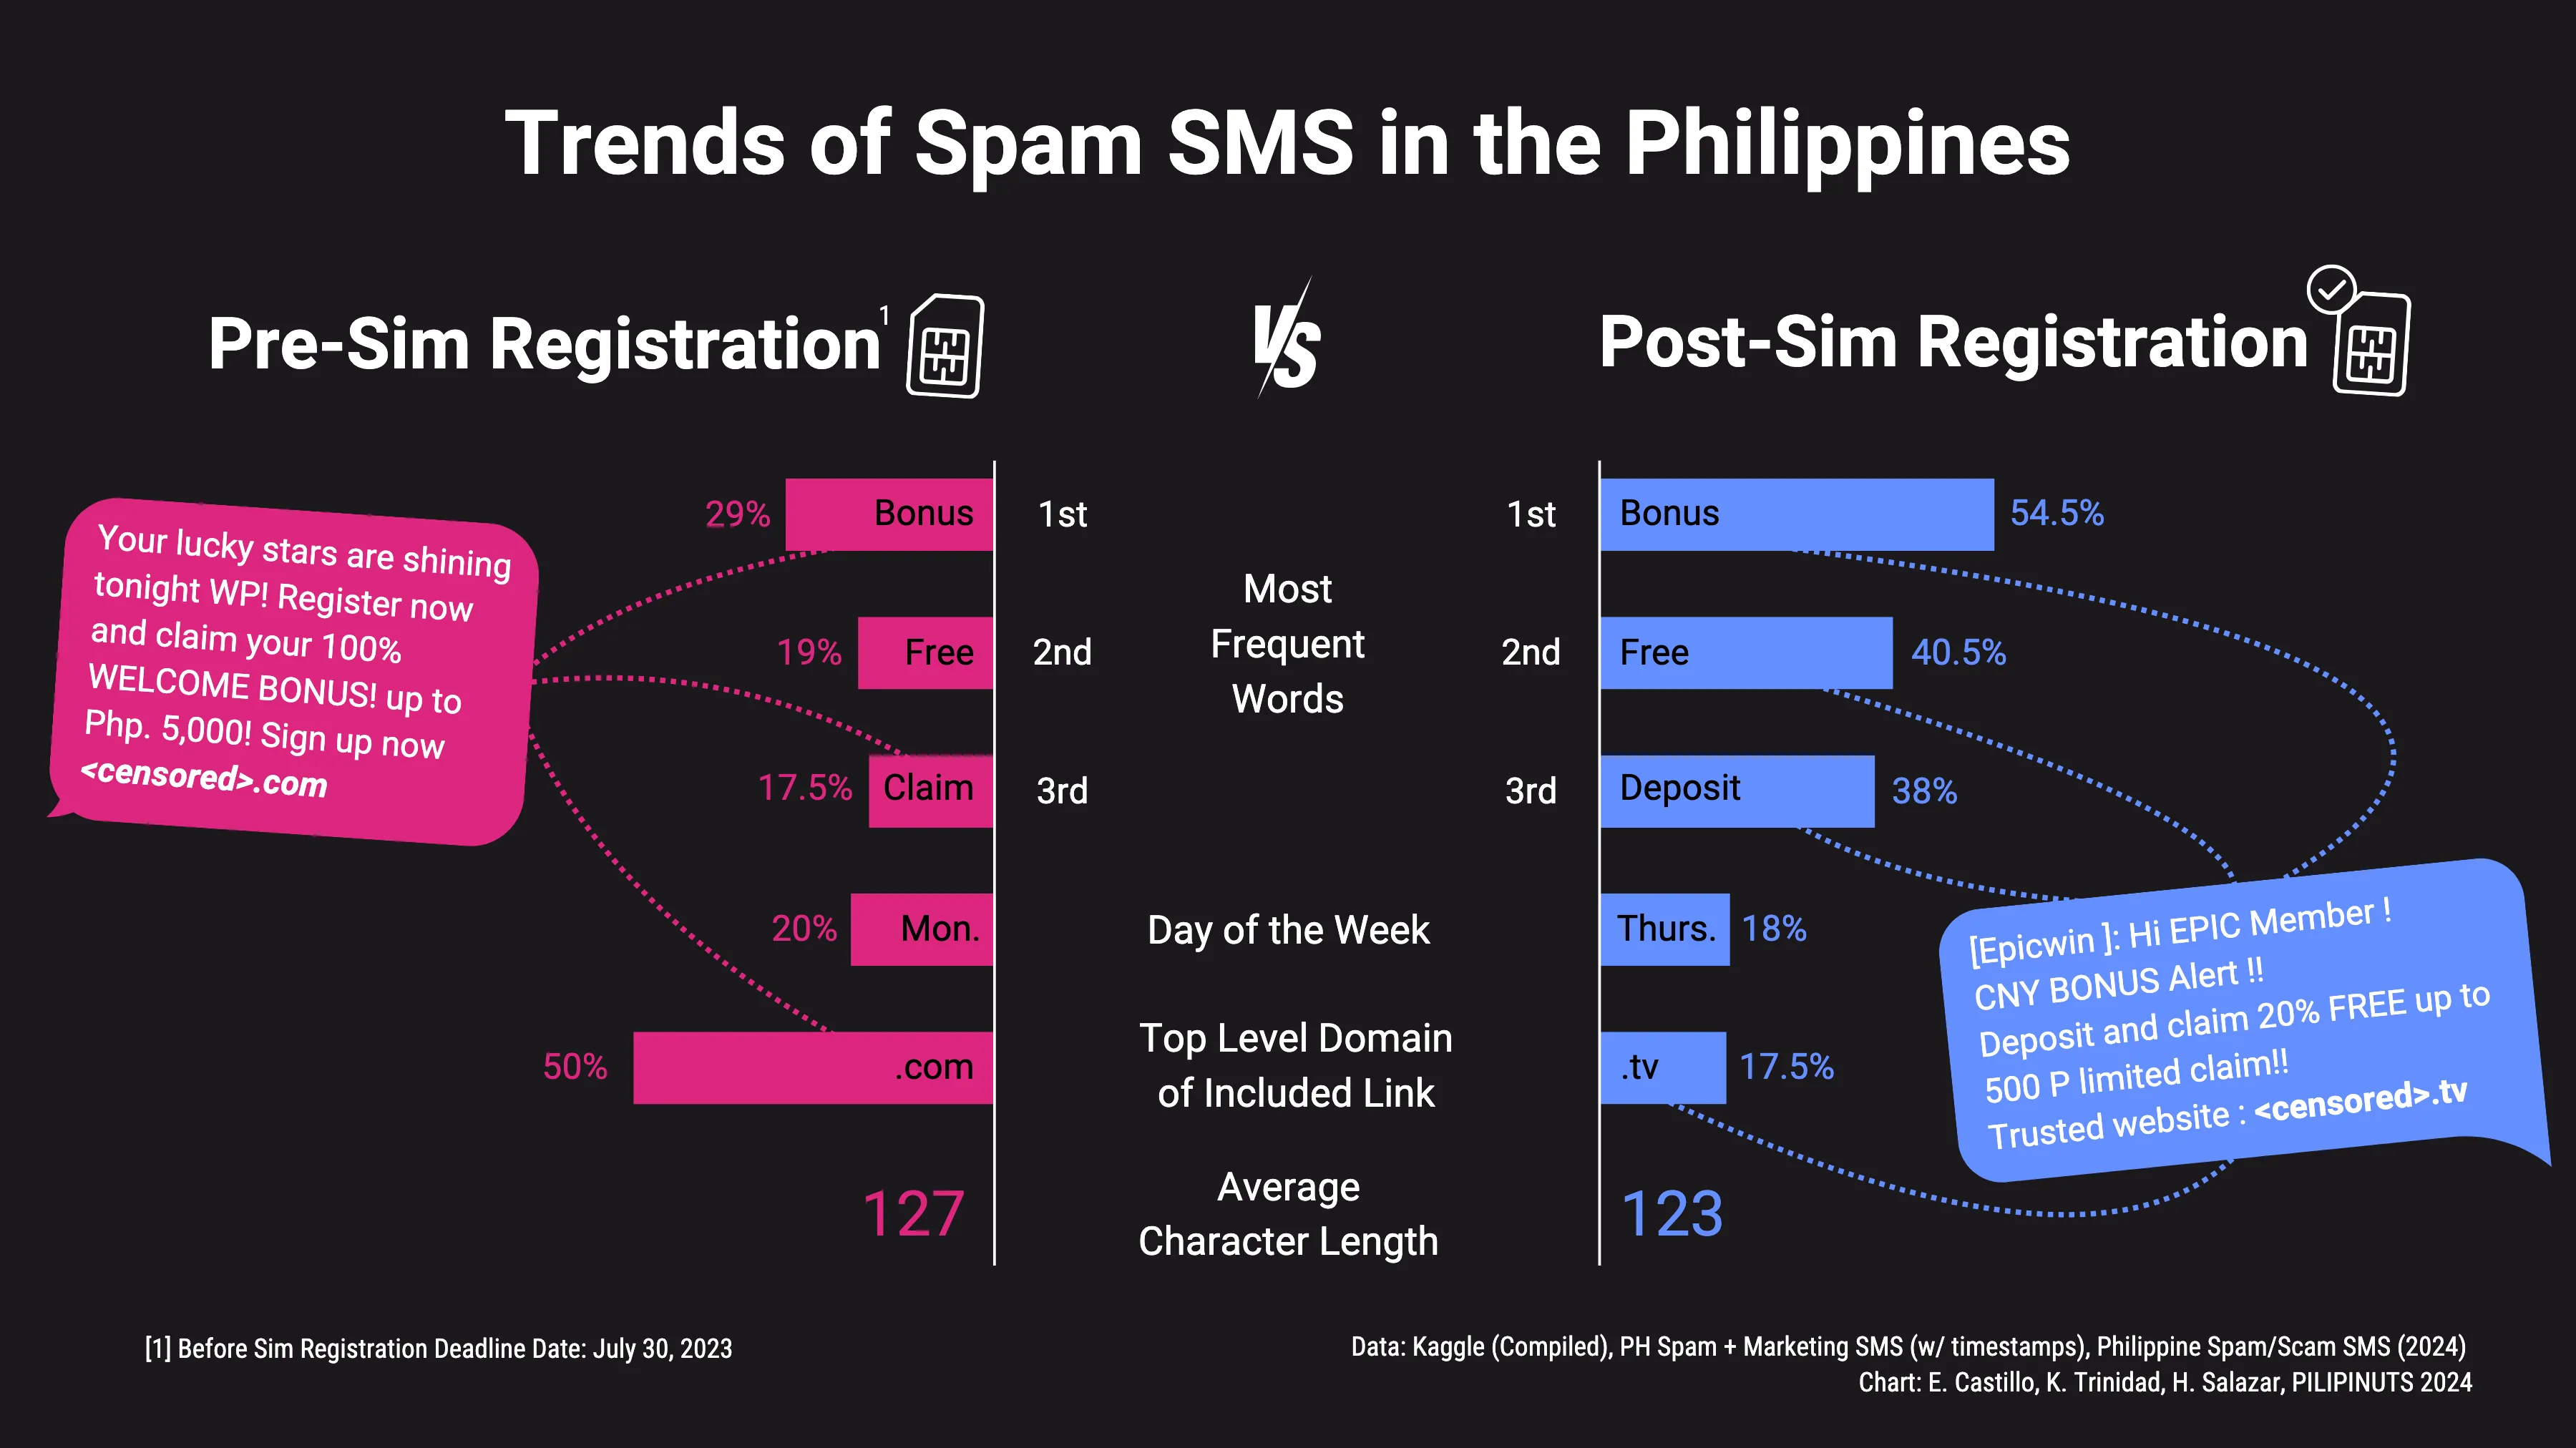 Trends of Spam SMS in the Philippines
Pre-Sim Registration1
VS
Post-Sim Registration
Your lucky stars are shining
tonight WP! Register now
and claim your 100%
WELCOME BONUS! up to
Php. 5,000! Sign up now
<censored>.com
29%
Bonus
1st
19%
Free
2nd
17.5%
Claim
3rd
20%
Mon.
50%
.com
127
Most
Frequent
Words
Day of the Week
Top Level Domain
of Included Link
Average
Character Length
1st
Bonus
54.5%
2nd
Free
40.5%
3rd
Deposit
38%
Thurs.
18%
.tv
17.5%
123
[Epicwin ]: Hi EPIC Member !
CNY BONUS Alert !!
Deposit and claim 20% FREE up to
500 P limited claim!!
Trusted website : <censored>.tv
[1] Before Sim Registration Deadline Date: July 30, 2023
Data: Kaggle (Compiled), PH Spam + Marketing SMS (w/ timestamps), Philippine Spam/Scam SMS (2024)
Chart: E. Castillo, K. Trinidad, H. Salazar, PILIPINUTS 2024